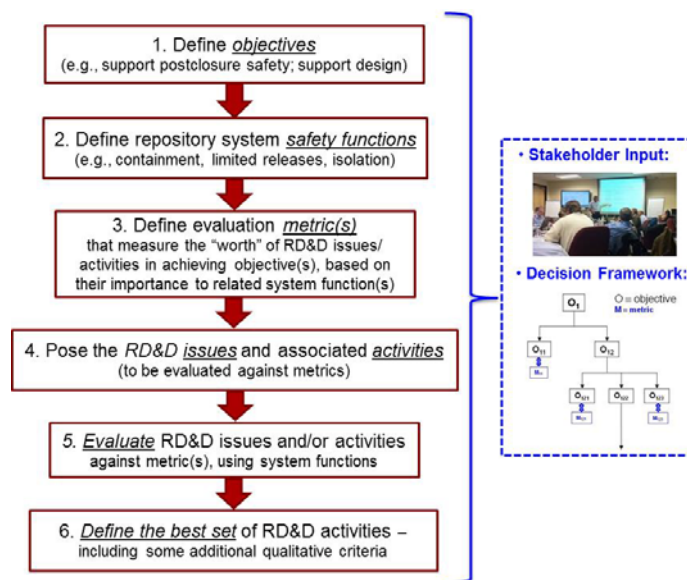 1. Define objectives
(e.g., support postclosure safety; support design)
2. Define repository system safety functions
(e.g., containment, limited releases, isolation)
3. Define evaluation metric(s)
that measure the “worth” of RD&D issues/
activities in achieving objective(s), based on
their importance to related system function(s)
4. Pose the RD&D issues and associated activities
(to be evaluated against metrics)
5. Evaluate RD&D issues and/or activities
against metric(s), using system functions
6. Define the best set of RD&D activities –
including some additional qualitative criteria
• Stakeholder Input:
• Decision Framework:
O = objective
M = metric
O1
O11
O12
O122